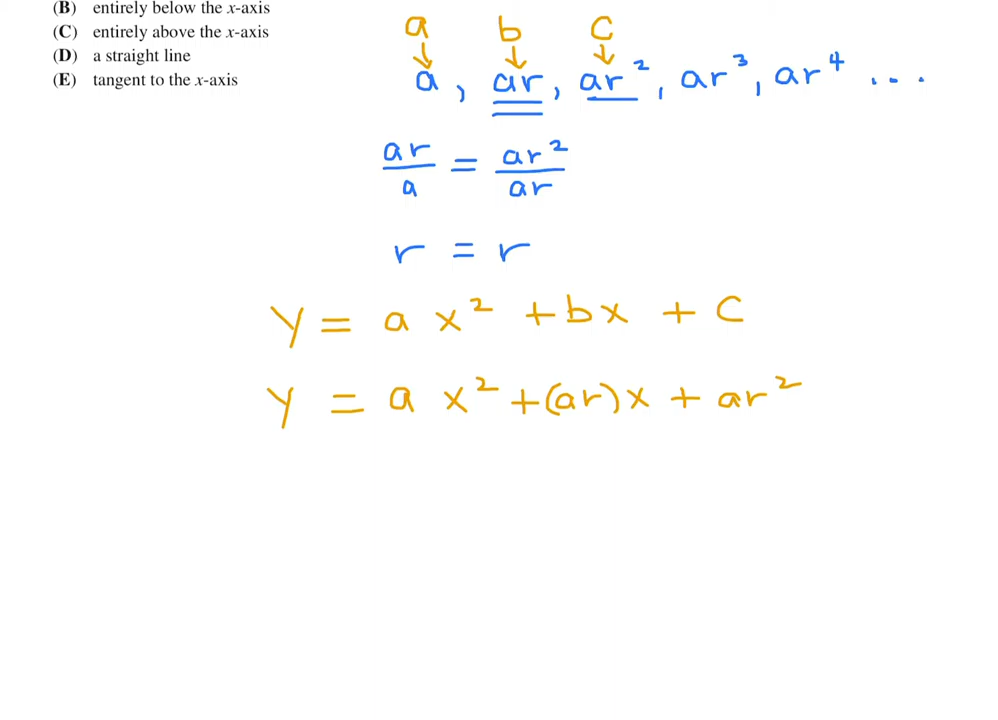 (B) entirely below the x-axis
(C) entirely above the x-axis
(D) a straight line
(E) tangent to the x-axis
a b c
↓ ↓ ↓
a, ar, ar², ar³, ar⁴ ...
ar/a = ar²/ar
r = r
y = a x² + bx + c
y = a x² + (ar)x + ar²